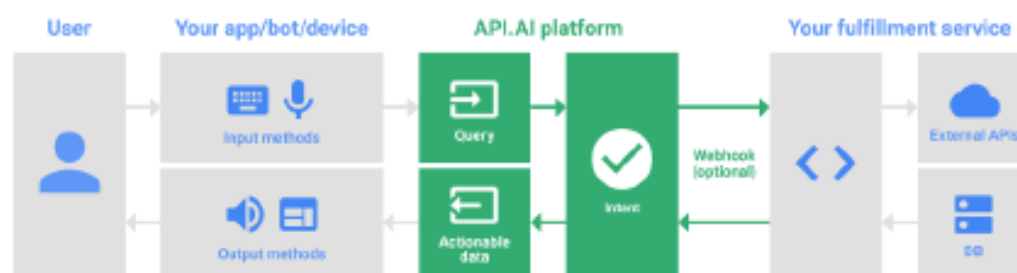 User
Your app/bot/device
API.AI platform
Your fulfillment service
Input methods
Query
External APIs
Webhook
(optional)
Intent
Output methods
Actionable
data
DB